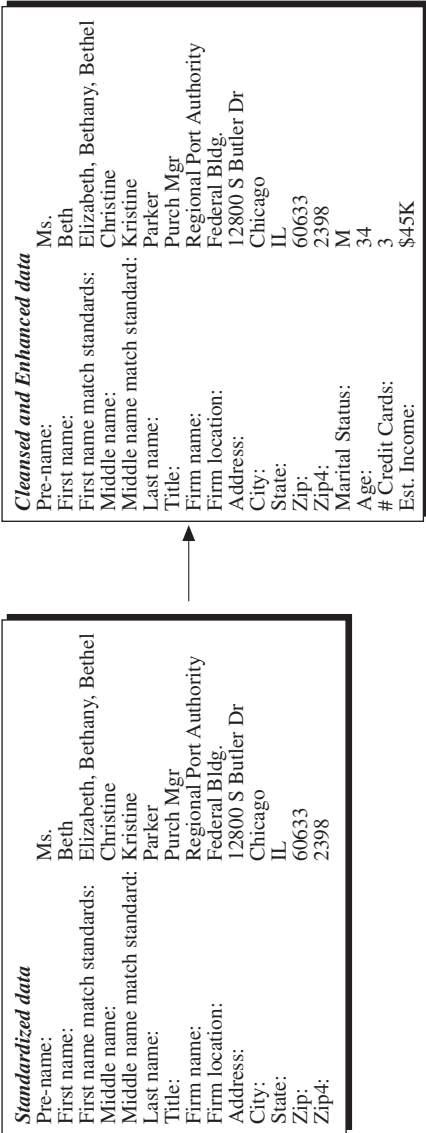 Standardized data
Pre-name: Ms.
First name: Beth
First name match standards: Elizabeth, Bethany, Bethel
Middle name: Christine
Middle name match standard: Kristine
Last name: Parker
Title: Purch Mgr
Firm name: Regional Port Authority
Firm location: Federal Bldg.
Address: 12800 S Butler Dr
City: Chicago
State: IL
Zip: 60633
Zip4: 2398
Cleansed and Enhanced data
Pre-name: Ms.
First name: Beth
First name match standards: Elizabeth, Bethany, Bethel
Middle name: Christine
Middle name match standard: Kristine
Last name: Parker
Title: Purch Mgr
Firm name: Regional Port Authority
Firm location: Federal Bldg.
Address: 12800 S Butler Dr
City: Chicago
State: IL
Zip: 60633
Zip4: 2398
Marital Status: M
Age: 34
# Credit Cards: 3
Est. Income: $45K